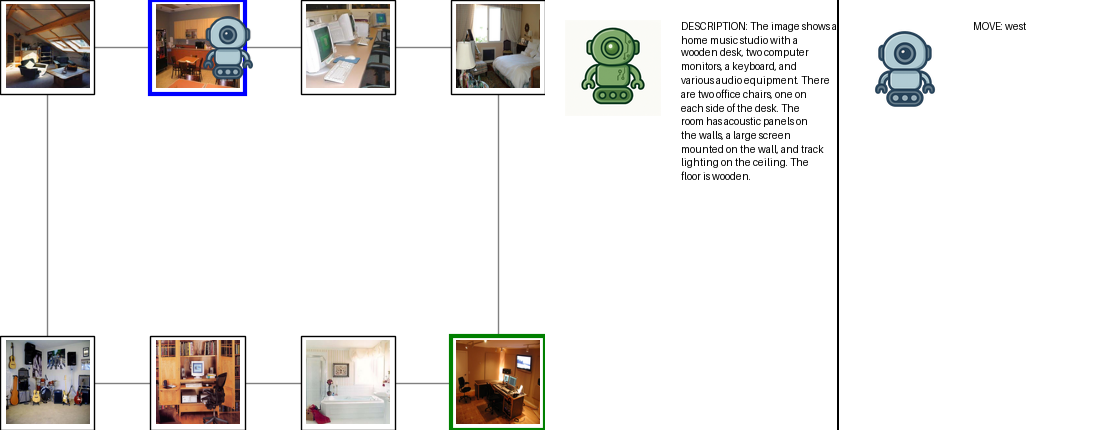 DESCRIPTION: The image shows a
home music studio with a
wooden desk, two computer
monitors, a keyboard, and
various audio equipment. There
are two office chairs, one on
each side of the desk. The
room has acoustic panels on
the walls, a large screen
mounted on the wall, and track
lighting on the ceiling. The
floor is wooden.
MOVE: west